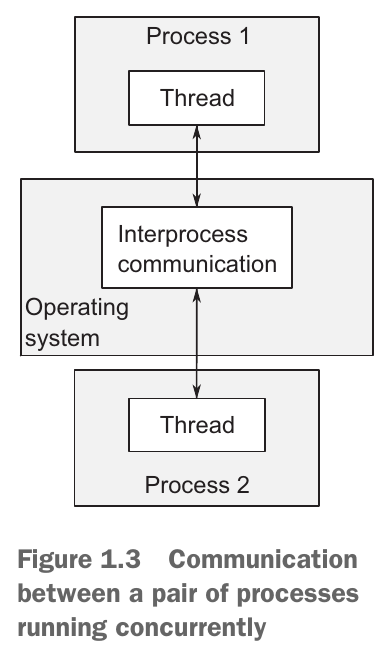 Process 1
Thread
Interprocess
communication
Operating
system
Thread
Process 2
Figure 1.3 Communication
between a pair of processes
running concurrently